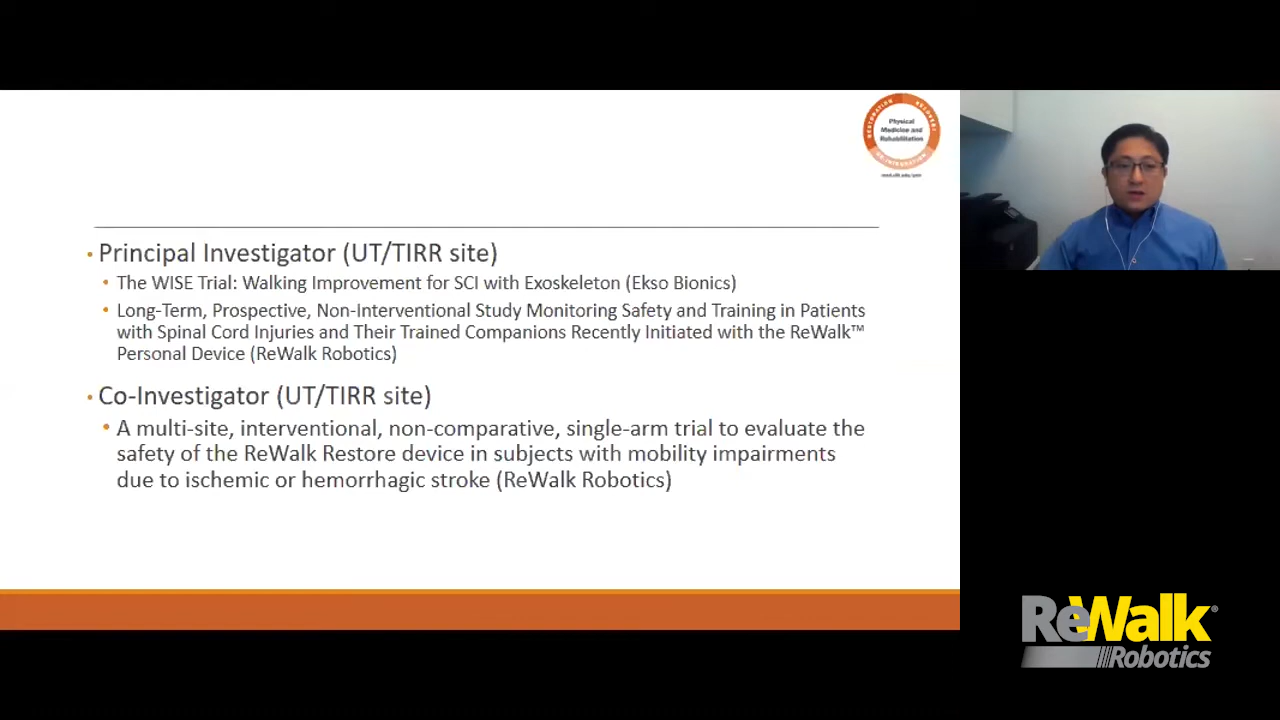 RESTORATION RECOVERY
Physical
Medicine and
Rehabilitation
RE-INTEGRATION
• Principal Investigator (UT/TIRR site)
• The WISE Trial: Walking Improvement for SCI with Exoskeleton (Ekso Bionics)
• Long-Term, Prospective, Non-Interventional Study Monitoring Safety and Training in Patients
with Spinal Cord Injuries and Their Trained Companions Recently Initiated with the ReWalk™
Personal Device (ReWalk Robotics)
• Co-Investigator (UT/TIRR site)
• A multi-site, interventional, non-comparative, single-arm trial to evaluate the
safety of the ReWalk Restore device in subjects with mobility impairments
due to ischemic or hemorrhagic stroke (ReWalk Robotics)
ReWalk®
Robotics